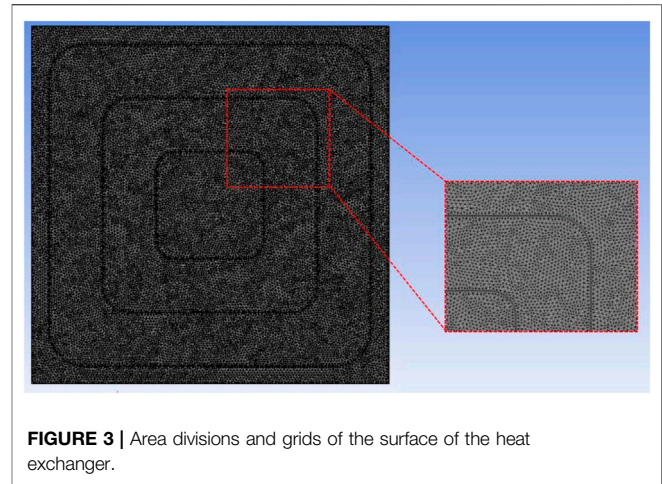 FIGURE 3 | Area divisions and grids of the surface of the heat
exchanger.